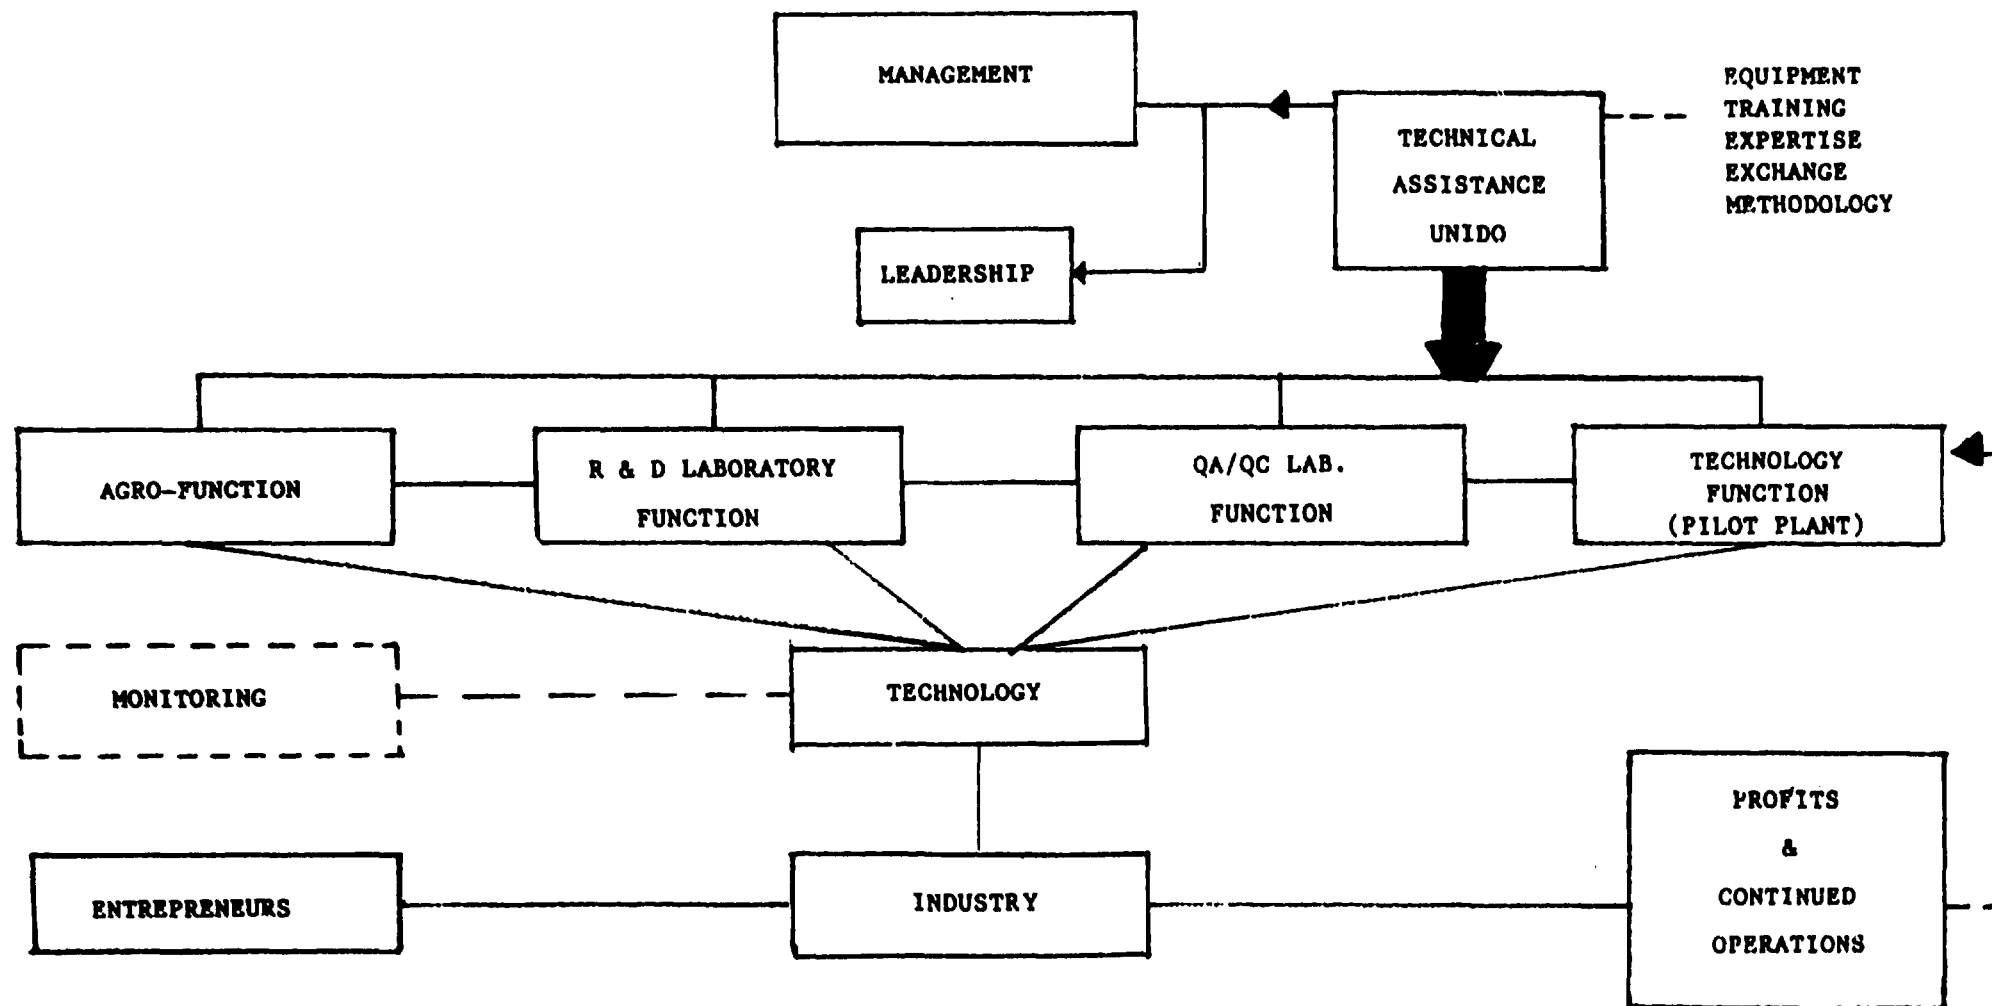 MANAGEMENT
EQUIPMENT
TRAINING
EXPERTISE
EXCHANGE
METHODOLOGY
TECHNICAL
ASSISTANCE
UNIDO
LEADERSHIP
AGRO-FUNCTION
R & D LABORATORY
FUNCTION
QA/QC LAB.
FUNCTION
TECHNOLOGY
FUNCTION
(PILOT PLANT)
MONITORING
TECHNOLOGY
ENTREPRENEURS
INDUSTRY
PROFITS
&
CONTINUED
OPERATIONS